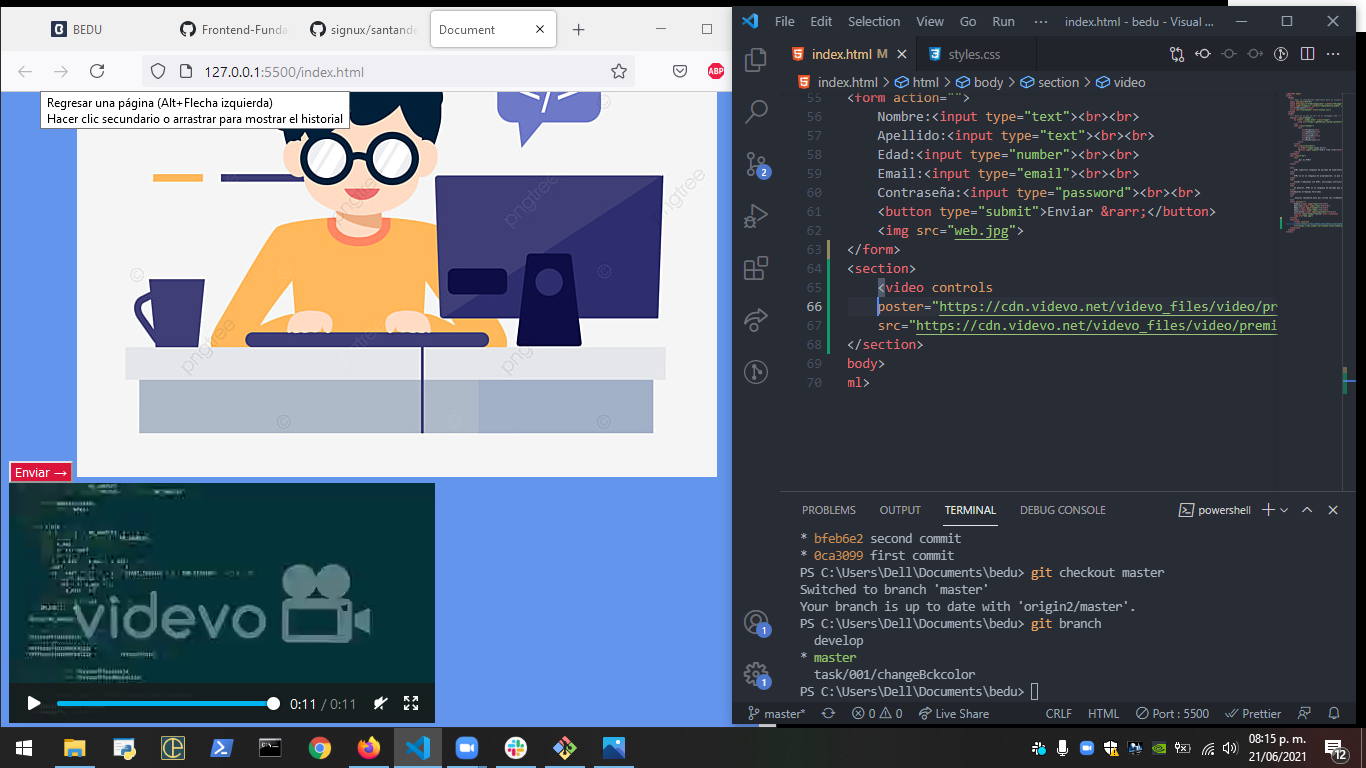 BEDU
Frontend-Funda
signux/santande
Document
127.0.0.1:5500/index.html
ABP
Regresar una página (Alt+Flecha izquierda)
Hacer clic secundario o arrastrar para mostrar el historial
</>
pngtree
pngtree
pngtree
pngtree
pngtree
Enviar →
videvo
0:11 / 0:11
File Edit Selection View Go Run ··· index.html - bedu - Visual ...
index.html M
styles.css
index.html > html > body > section > video
55 <form action="">
56 Nombre:<input type="text"><br><br>
57 Apellido:<input type="text"><br><br>
58 Edad:<input type="number"><br><br>
59 Email:<input type="email"><br><br>
60 Contraseña:<input type="password"><br><br>
61 <button type="submit">Enviar &rarr;</button>
62 <img src="web.jpg">
63 </form>
64 <section>
65 <video controls
66 poster="https://cdn.videvo.net/videvo_files/video/pr
67 src="https://cdn.videvo.net/videvo_files/video/premi
68 </section>
69 body>
70 ml>
2
1
1
PROBLEMS OUTPUT TERMINAL DEBUG CONSOLE powershell
* bfeb6e2 second commit
* 0ca3099 first commit
PS C:\Users\Dell\Documents\bedu> git checkout master
Switched to branch 'master'
Your branch is up to date with 'origin2/master'.
PS C:\Users\Dell\Documents\bedu> git branch
develop
* master
task/001/changeBckcolor
PS C:\Users\Dell\Documents\bedu>
master* 0 0 Live Share CRLF HTML Port : 5500 Prettier
08:15 p. m.
21/06/2021
12